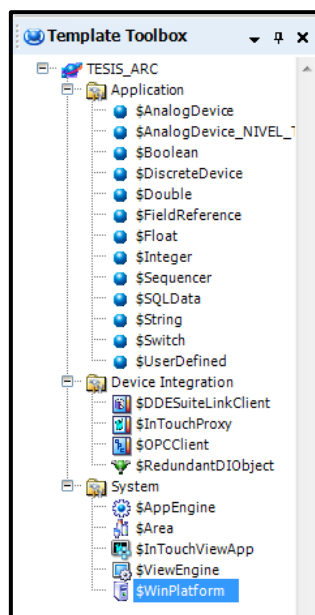 Template Toolbox
TESIS_ARC
Application
$AnalogDevice
$AnalogDevice_NIVEL_T
$Boolean
$DiscreteDevice
$Double
$FieldReference
$Float
$Integer
$Sequencer
$SQLData
$String
$Switch
$UserDefined
Device Integration
$DDESuiteLinkClient
$InTouchProxy
$OPCClient
$RedundantDIObject
System
$AppEngine
$Area
$InTouchViewApp
$ViewEngine
$WinPlatform